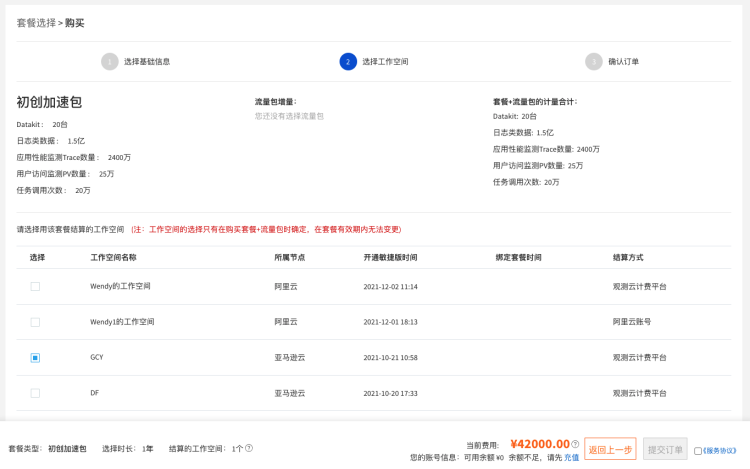 套餐选择 > 购买
1 选择基础信息
2 选择工作空间
3 确认订单
初创加速包
Datakit： 20台
日志类数据： 1.5亿
应用性能监测Trace数量： 2400万
用户访问监测PV数量： 25万
任务调用次数： 20万
流量包增量：
您还没有选择流量包
套餐+流量包的计量合计：
Datakit: 20台
日志类数据: 1.5亿
应用性能监测Trace数量: 2400万
用户访问监测PV数量: 25万
任务调用次数: 20万
请选择用该套餐结算的工作空间 (注：工作空间的选择只有在购买套餐+流量包时确定，在套餐有效期内无法变更)
选择 工作空间名称 所属节点 开通敏捷版时间 绑定套餐时间 结算方式
Wendy的工作空间 阿里云 2021-12-02 11:14 观测云计费平台
Wendy1的工作空间 阿里云 2021-12-01 18:13 阿里云账号
GCY 亚马逊云 2021-10-21 10:58 观测云计费平台
DF 亚马逊云 2021-10-20 17:33 观测云计费平台
套餐类型： 初创加速包 选择时长： 1年 结算的工作空间： 1个 ?
当前费用: ¥42000.00 ?
您的账号信息：可用余额 ¥0 余额不足，请先 充值
返回上一步
提交订单
《服务协议》